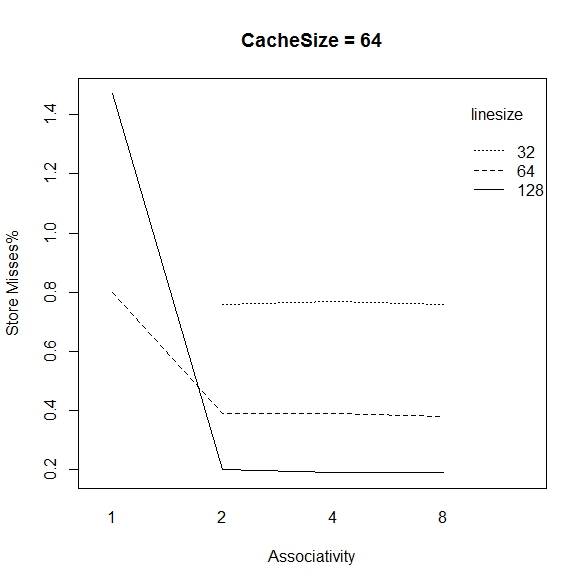 CacheSize = 64
Store Misses%
1.4
1.2
1.0
0.8
0.6
0.4
0.2
linesize
32
64
128
1 2 4 8
Associativity